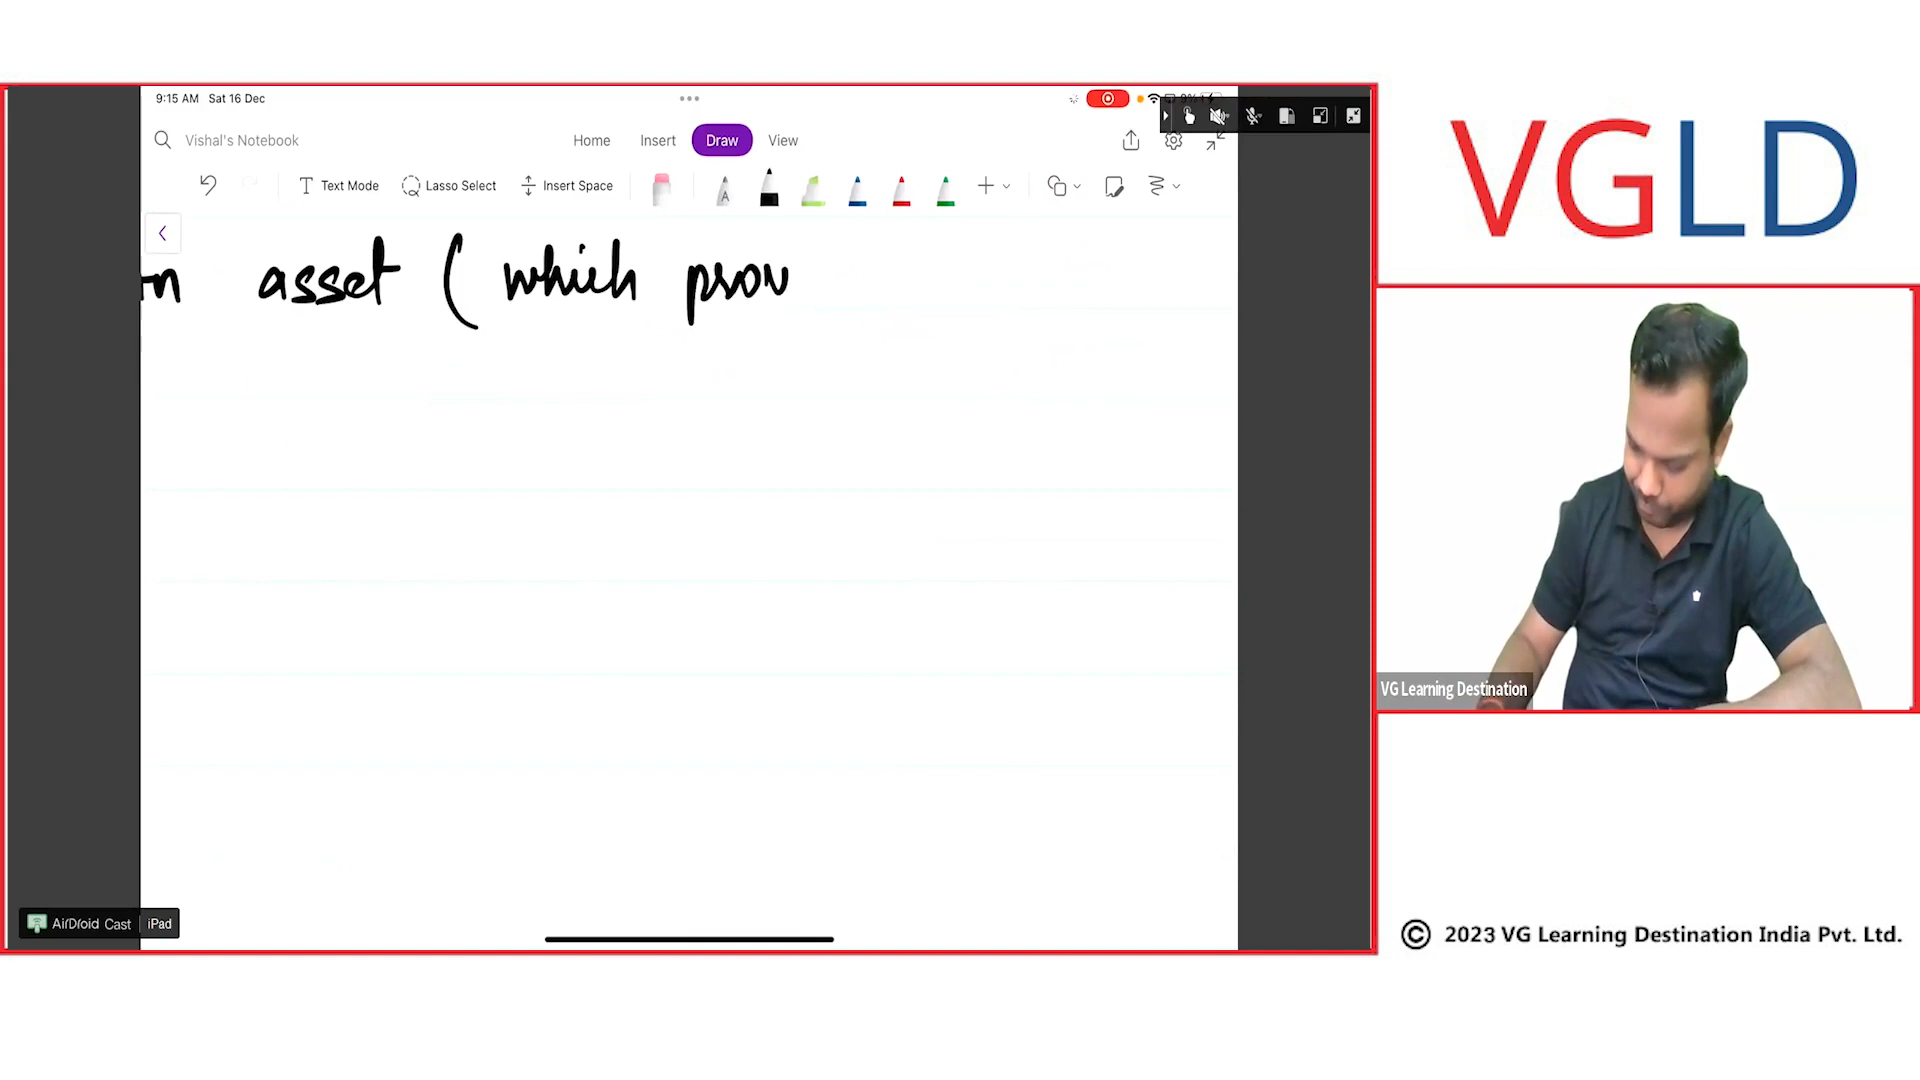 9:15 AM Sat 16 Dec
9%
Vishal's Notebook
Home Insert Draw View
Text Mode Lasso Select Insert Space
A
asset ( which prov
AirDroid Cast iPad
VGLD
VG Learning Destination
© 2023 VG Learning Destination India Pvt. Ltd.